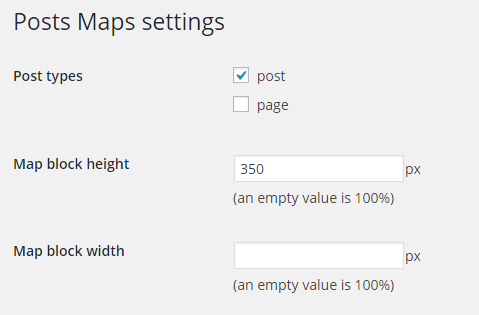 Posts Maps settings
Post types post
page
Map block height 350 px
(an empty value is 100%)
Map block width px
(an empty value is 100%)